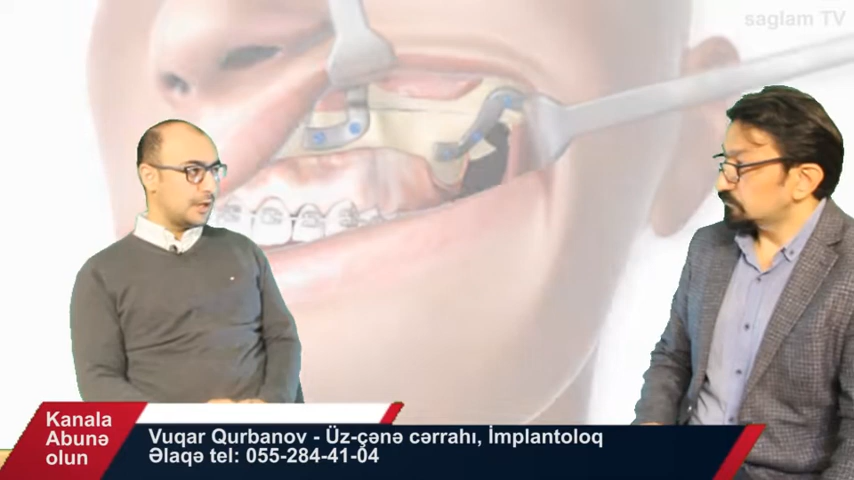 saglam TV
Kanala
Abunə
olun
Vuqar Qurbanov - Üz-çənə cərrahı, İmplantoloq
Əlaqə tel: 055-284-41-04